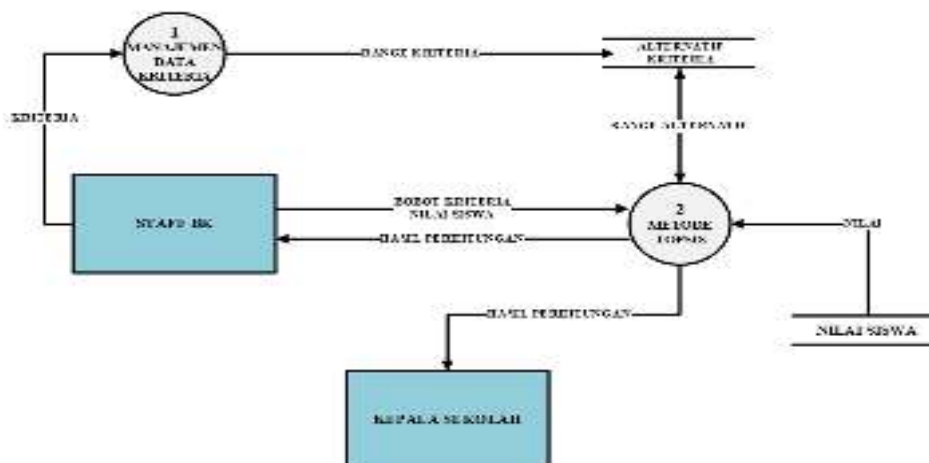 1
MANAJEMEN
DATA
KRITERIA
RANGE KRITERIA
ALTERNATIF
KRITERIA
KRITERIA
RANGE ALTERNATIF
STAFF BK
BOBOT KRITERIA
NILAI SISWA
HASIL PERHITUNGAN
2
METODE
TOPSIS
NILAI
HASIL PERHITUNGAN
NILAI SISWA
KEPALA SEKOLAH